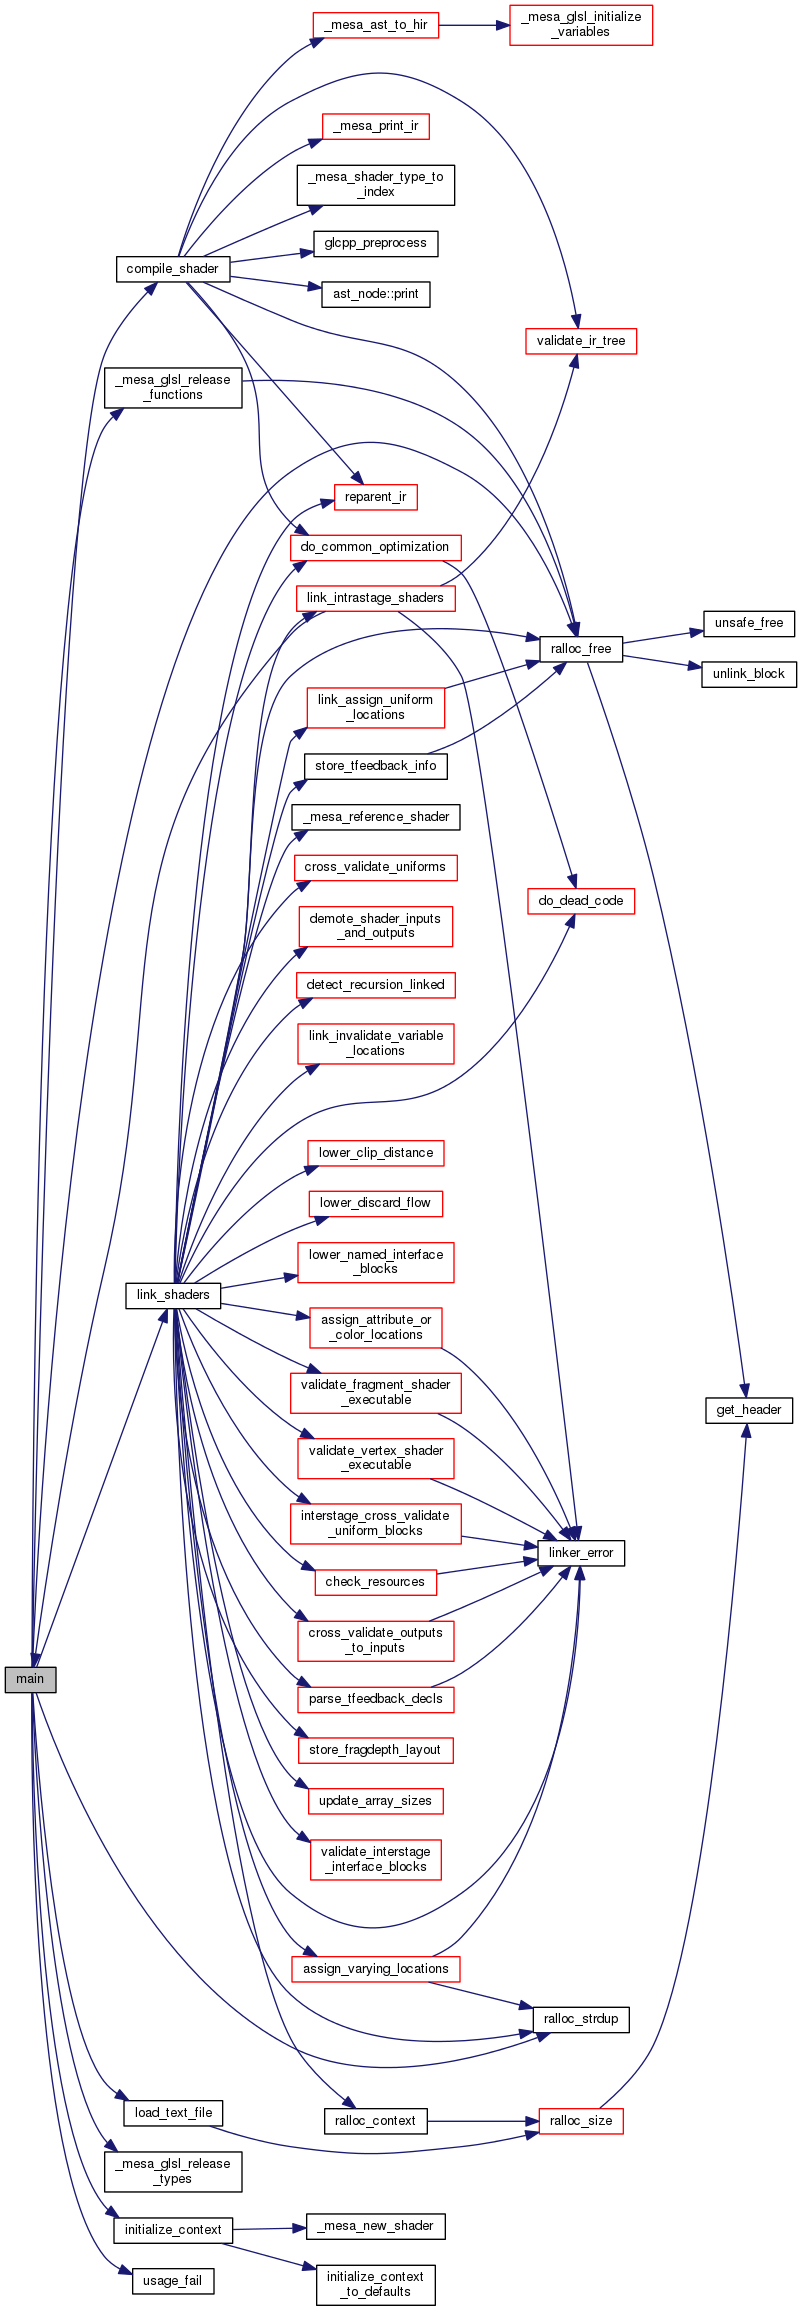 _mesa_ast_to_hir
_mesa_glsl_initialize
_variables
_mesa_print_ir
_mesa_shader_type_to
_index
glcpp_preprocess
compile_shader
ast_node::print
validate_ir_tree
_mesa_glsl_release
_functions
reparent_ir
do_common_optimization
link_intrastage_shaders
unsafe_free
ralloc_free
unlink_block
link_assign_uniform
_locations
store_tfeedback_info
_mesa_reference_shader
cross_validate_uniforms
do_dead_code
demote_shader_inputs
_and_outputs
detect_recursion_linked
link_invalidate_variable
_locations
lower_clip_distance
lower_discard_flow
lower_named_interface
_blocks
link_shaders
assign_attribute_or
_color_locations
validate_fragment_shader
_executable
get_header
validate_vertex_shader
_executable
interstage_cross_validate
_uniform_blocks
linker_error
check_resources
cross_validate_outputs
_to_inputs
main
parse_tfeedback_decls
store_fragdepth_layout
update_array_sizes
validate_interstage
_interface_blocks
assign_varying_locations
ralloc_strdup
load_text_file
ralloc_context
ralloc_size
_mesa_glsl_release
_types
initialize_context
_mesa_new_shader
usage_fail
initialize_context
_to_defaults